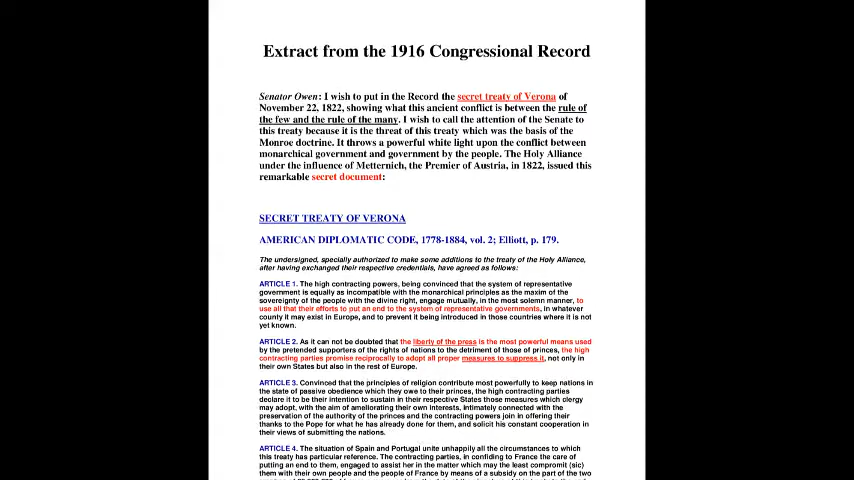 Extract from the 1916 Congressional Record
Senator Owen: I wish to put in the Record the secret treaty of Verona of
November 22, 1822, showing what this ancient conflict is between the rule of
the few and the rule of the many. I wish to call the attention of the Senate to
this treaty because it is the threat of this treaty which was the basis of the
Monroe doctrine. It throws a powerful white light upon the conflict between
monarchical government and government by the people. The Holy Alliance
under the influence of Metternich, the Premier of Austria, in 1822, issued this
remarkable secret document:
SECRET TREATY OF VERONA
AMERICAN DIPLOMATIC CODE, 1778-1884, vol. 2; Elliott, p. 179.
The undersigned, specially authorized to make some additions to the treaty of the Holy Alliance,
after having exchanged their respective credentials, have agreed as follows:
ARTICLE 1. The high contracting powers, being convinced that the system of representative
government is equally as incompatible with the monarchical principles as the maxim of the
sovereignty of the people with the divine right, engage mutually, in the most solemn manner, to
use all that their efforts to put an end to the system of representative governments, in whatever
county it may exist in Europe, and to prevent it being introduced in those countries where it is not
yet known.
ARTICLE 2. As it can not be doubted that the liberty of the press is the most powerful means used
by the pretended supporters of the rights of nations to the detriment of those of princes, the high
contracting parties promise reciprocally to adopt all proper measures to suppress it, not only in
their own States but also in the rest of Europe.
ARTICLE 3. Convinced that the principles of religion contribute most powerfully to keep nations in
the state of passive obedience which they owe to their princes, the high contracting parties
declare it to be their intention to sustain in their respective States those measures which clergy
may adopt, with the aim of ameliorating their own interests, intimately connected with the
preservation of the authority of the princes and the contracting powers join in offering their
thanks to the Pope for what he has already done for them, and solicit his constant cooperation in
their views of submitting the nations.
ARTICLE 4. The situation of Spain and Portugal unite unhappily all the circumstances to which
this treaty has particular reference. The contracting parties, in confiding to France the care of
putting an end to them, engaged to assist her in the matter which may the least compromit (sic)
them with their own people and the people of France by means of a subsidy on the part of the two